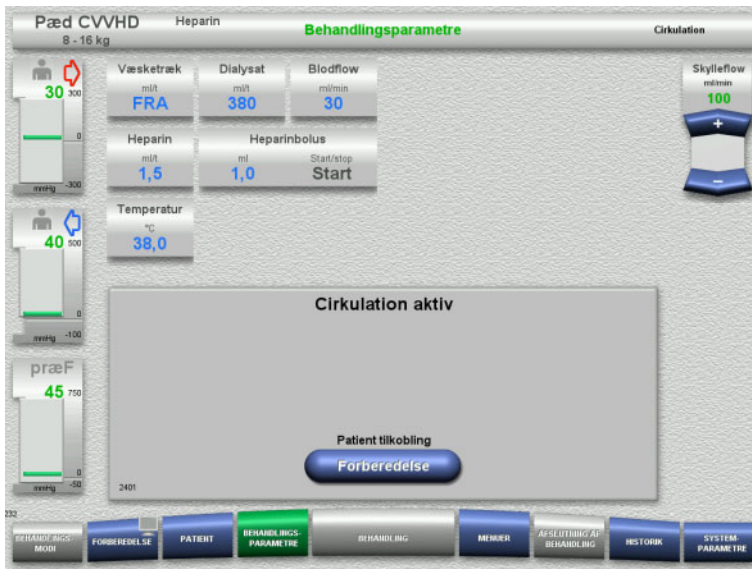 Pæd CVVHD Heparin Behandlingsparametre Cirkulation
8 - 16 kg
30 300
0
-300
mmHg
40 500
0
-100
mmHg
præF
45 750
0
-50
mmHg
Væsketræk
ml/t
FRA
Dialysat
ml/t
380
Blodflow
ml/min
30
Heparin
ml/t
1,5
Heparinbolus
ml Start/stop
1,0 Start
Temperatur
°C
38,0
Skylleflow
ml/min
100
+
−
Cirkulation aktiv
Patient tilkobling
Forberedelse
2401
232
BEHANDLINGS-
MODI
FORBEREDELSE
PATIENT
BEHANDLINGS-
PARAMETRE
BEHANDLING
MENUER
AFSLUTNING AF
BEHANDLING
HISTORIK
SYSTEM-
PARAMETRE